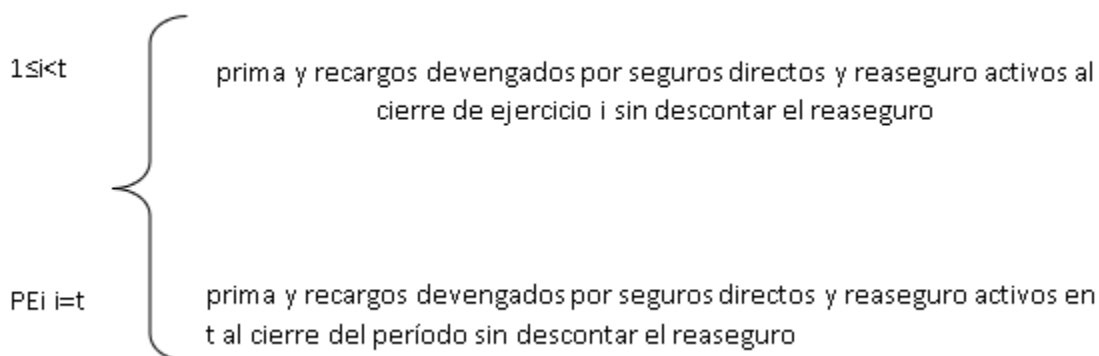 1≤i<t
prima y recargos devengados por seguros directos y reaseguro activos al
cierre de ejercicio i sin descontar el reaseguro
PEi i=t
prima y recargos devengados por seguros directos y reaseguro activos en
t al cierre del período sin descontar el reaseguro